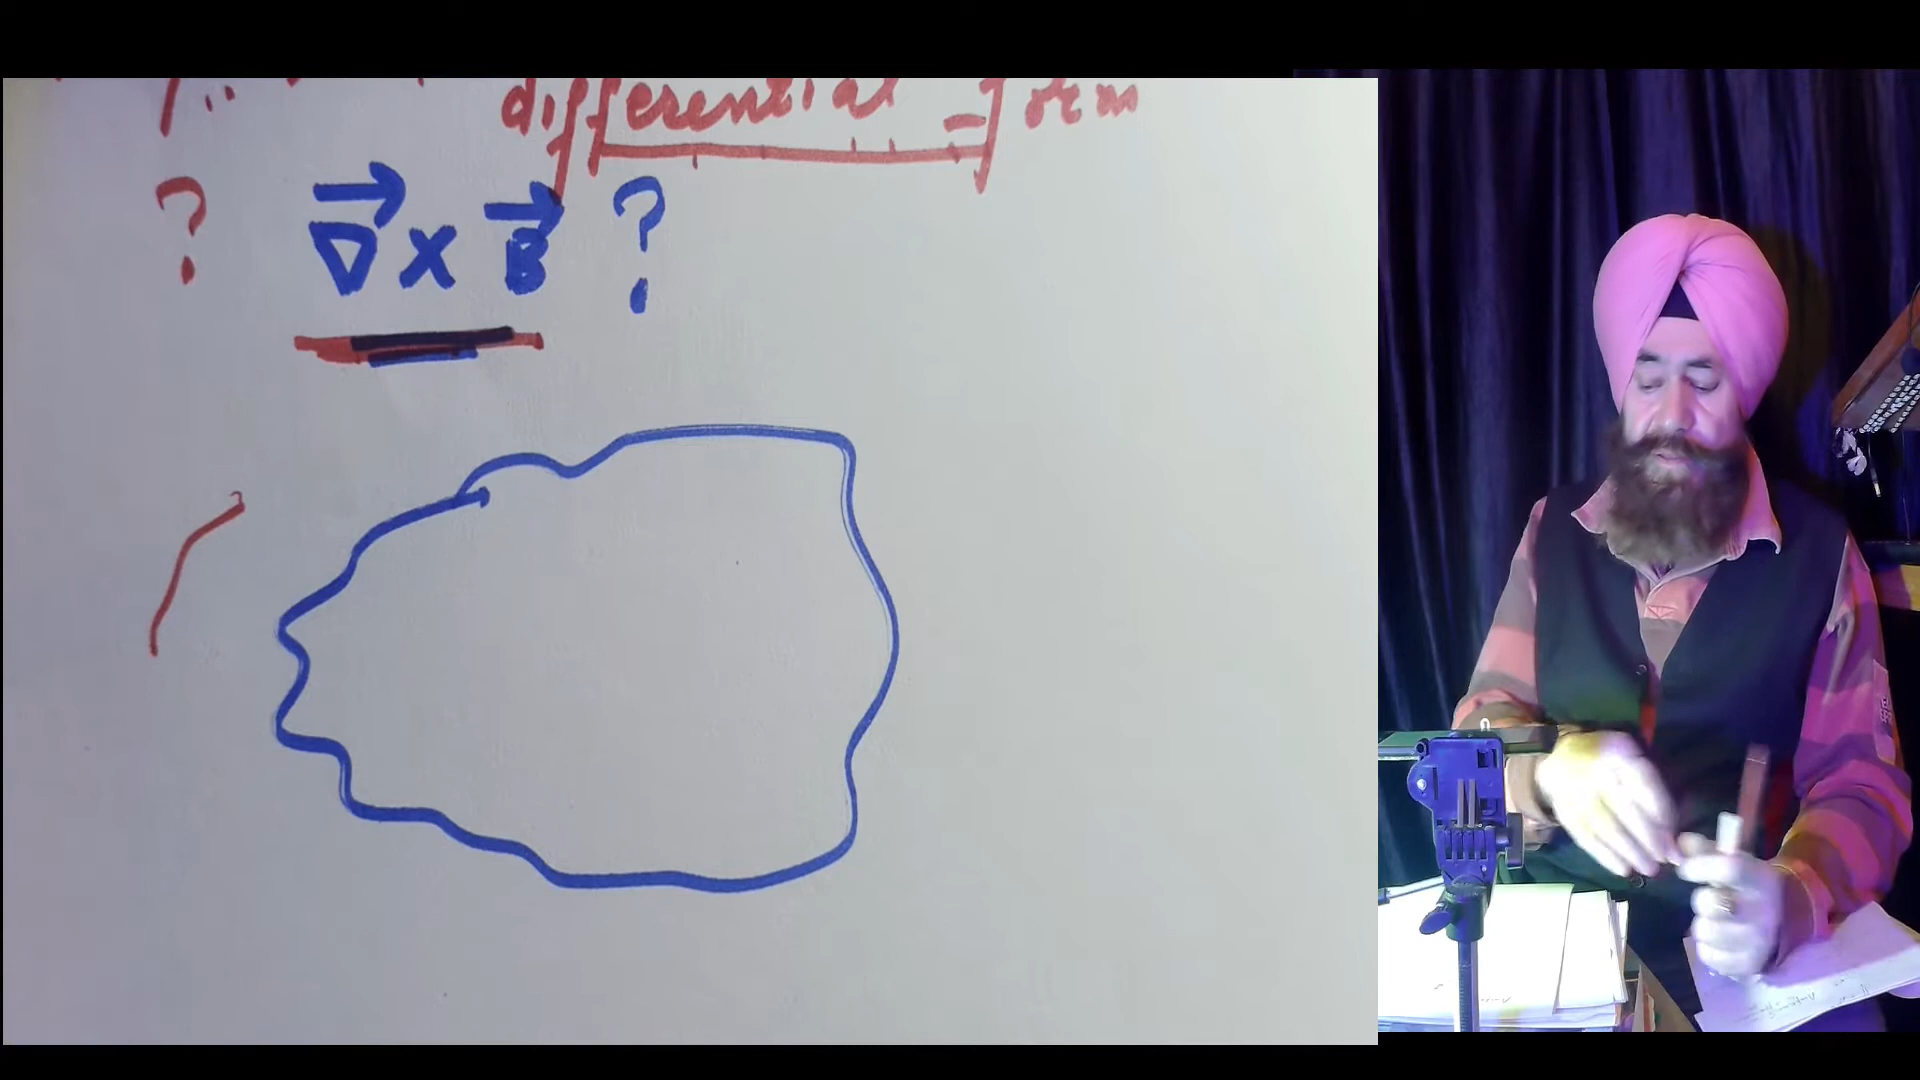 differential form
? ∇⃗ × B⃗ ?